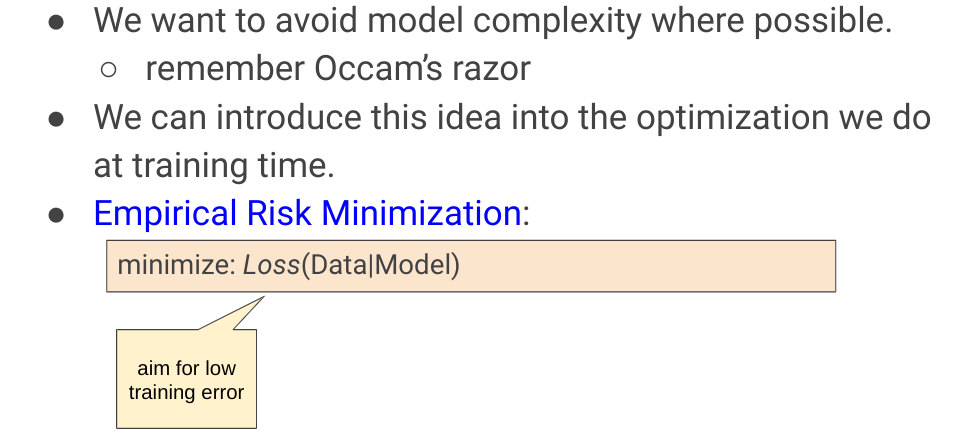 ● We want to avoid model complexity where possible.
○ remember Occam's razor
● We can introduce this idea into the optimization we do
at training time.
● Empirical Risk Minimization:
minimize: Loss(Data|Model)
aim for low
training error